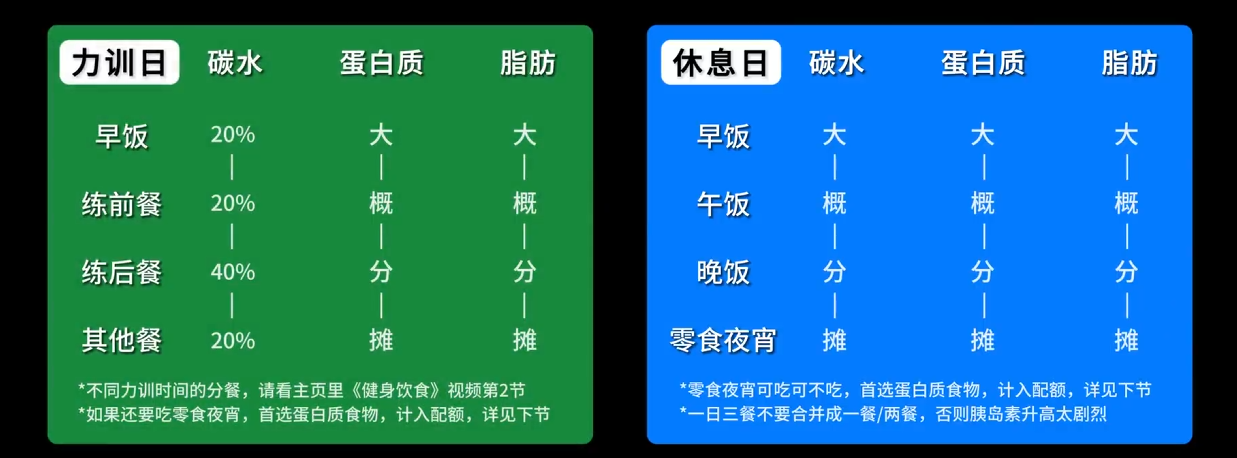 力训日 碳水 蛋白质 脂肪
早饭 20% 大 大
练前餐 20% 概 概
练后餐 40% 分 分
其他餐 20% 摊 摊
*不同力训时间的分餐，请看主页里《健身饮食》视频第2节
*如果还要吃零食夜宵，首选蛋白质食物，计入配额，详见下节
休息日 碳水 蛋白质 脂肪
早饭 大 大 大
午饭 概 概 概
晚饭 分 分 分
零食夜宵 摊 摊 摊
*零食夜宵可吃可不吃，首选蛋白质食物，计入配额，详见下节
*一日三餐不要合并成一餐/两餐，否则胰岛素升高太剧烈